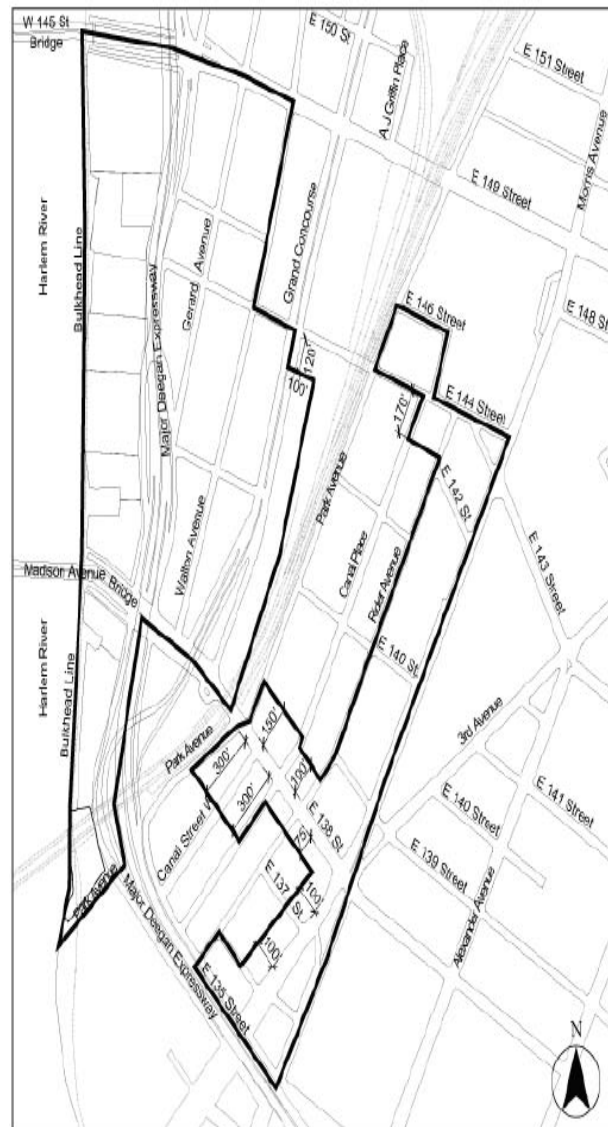 W 145 St
Bridge
E 150 St
A J Griffin Place
E 151 Street
Morris Avenue
E 149 Street
Harlem River
Bulkhead Line
Major Deegan Expressway
Gerard Avenue
Grand Concourse
E 146 Street
E 148 St
120'
100'
170'
E 144 Street
Park Avenue
E 142 St.
Walton Avenue
Canal Place
Rider Avenue
E 143 Street
Madison Avenue
Bridge
E 140 St.
Harlem River
Bulkhead Line
3rd Avenue
Park Avenue
150'
300'
100'
300'
E 138 St.
E 141 Street
E 140 Street
Canal Street W
75'
E 139 Street
E 137 St.
100'
Park Avenue
Major Deegan Expressway
100'
Alexander Avenue
E 135 Street
N